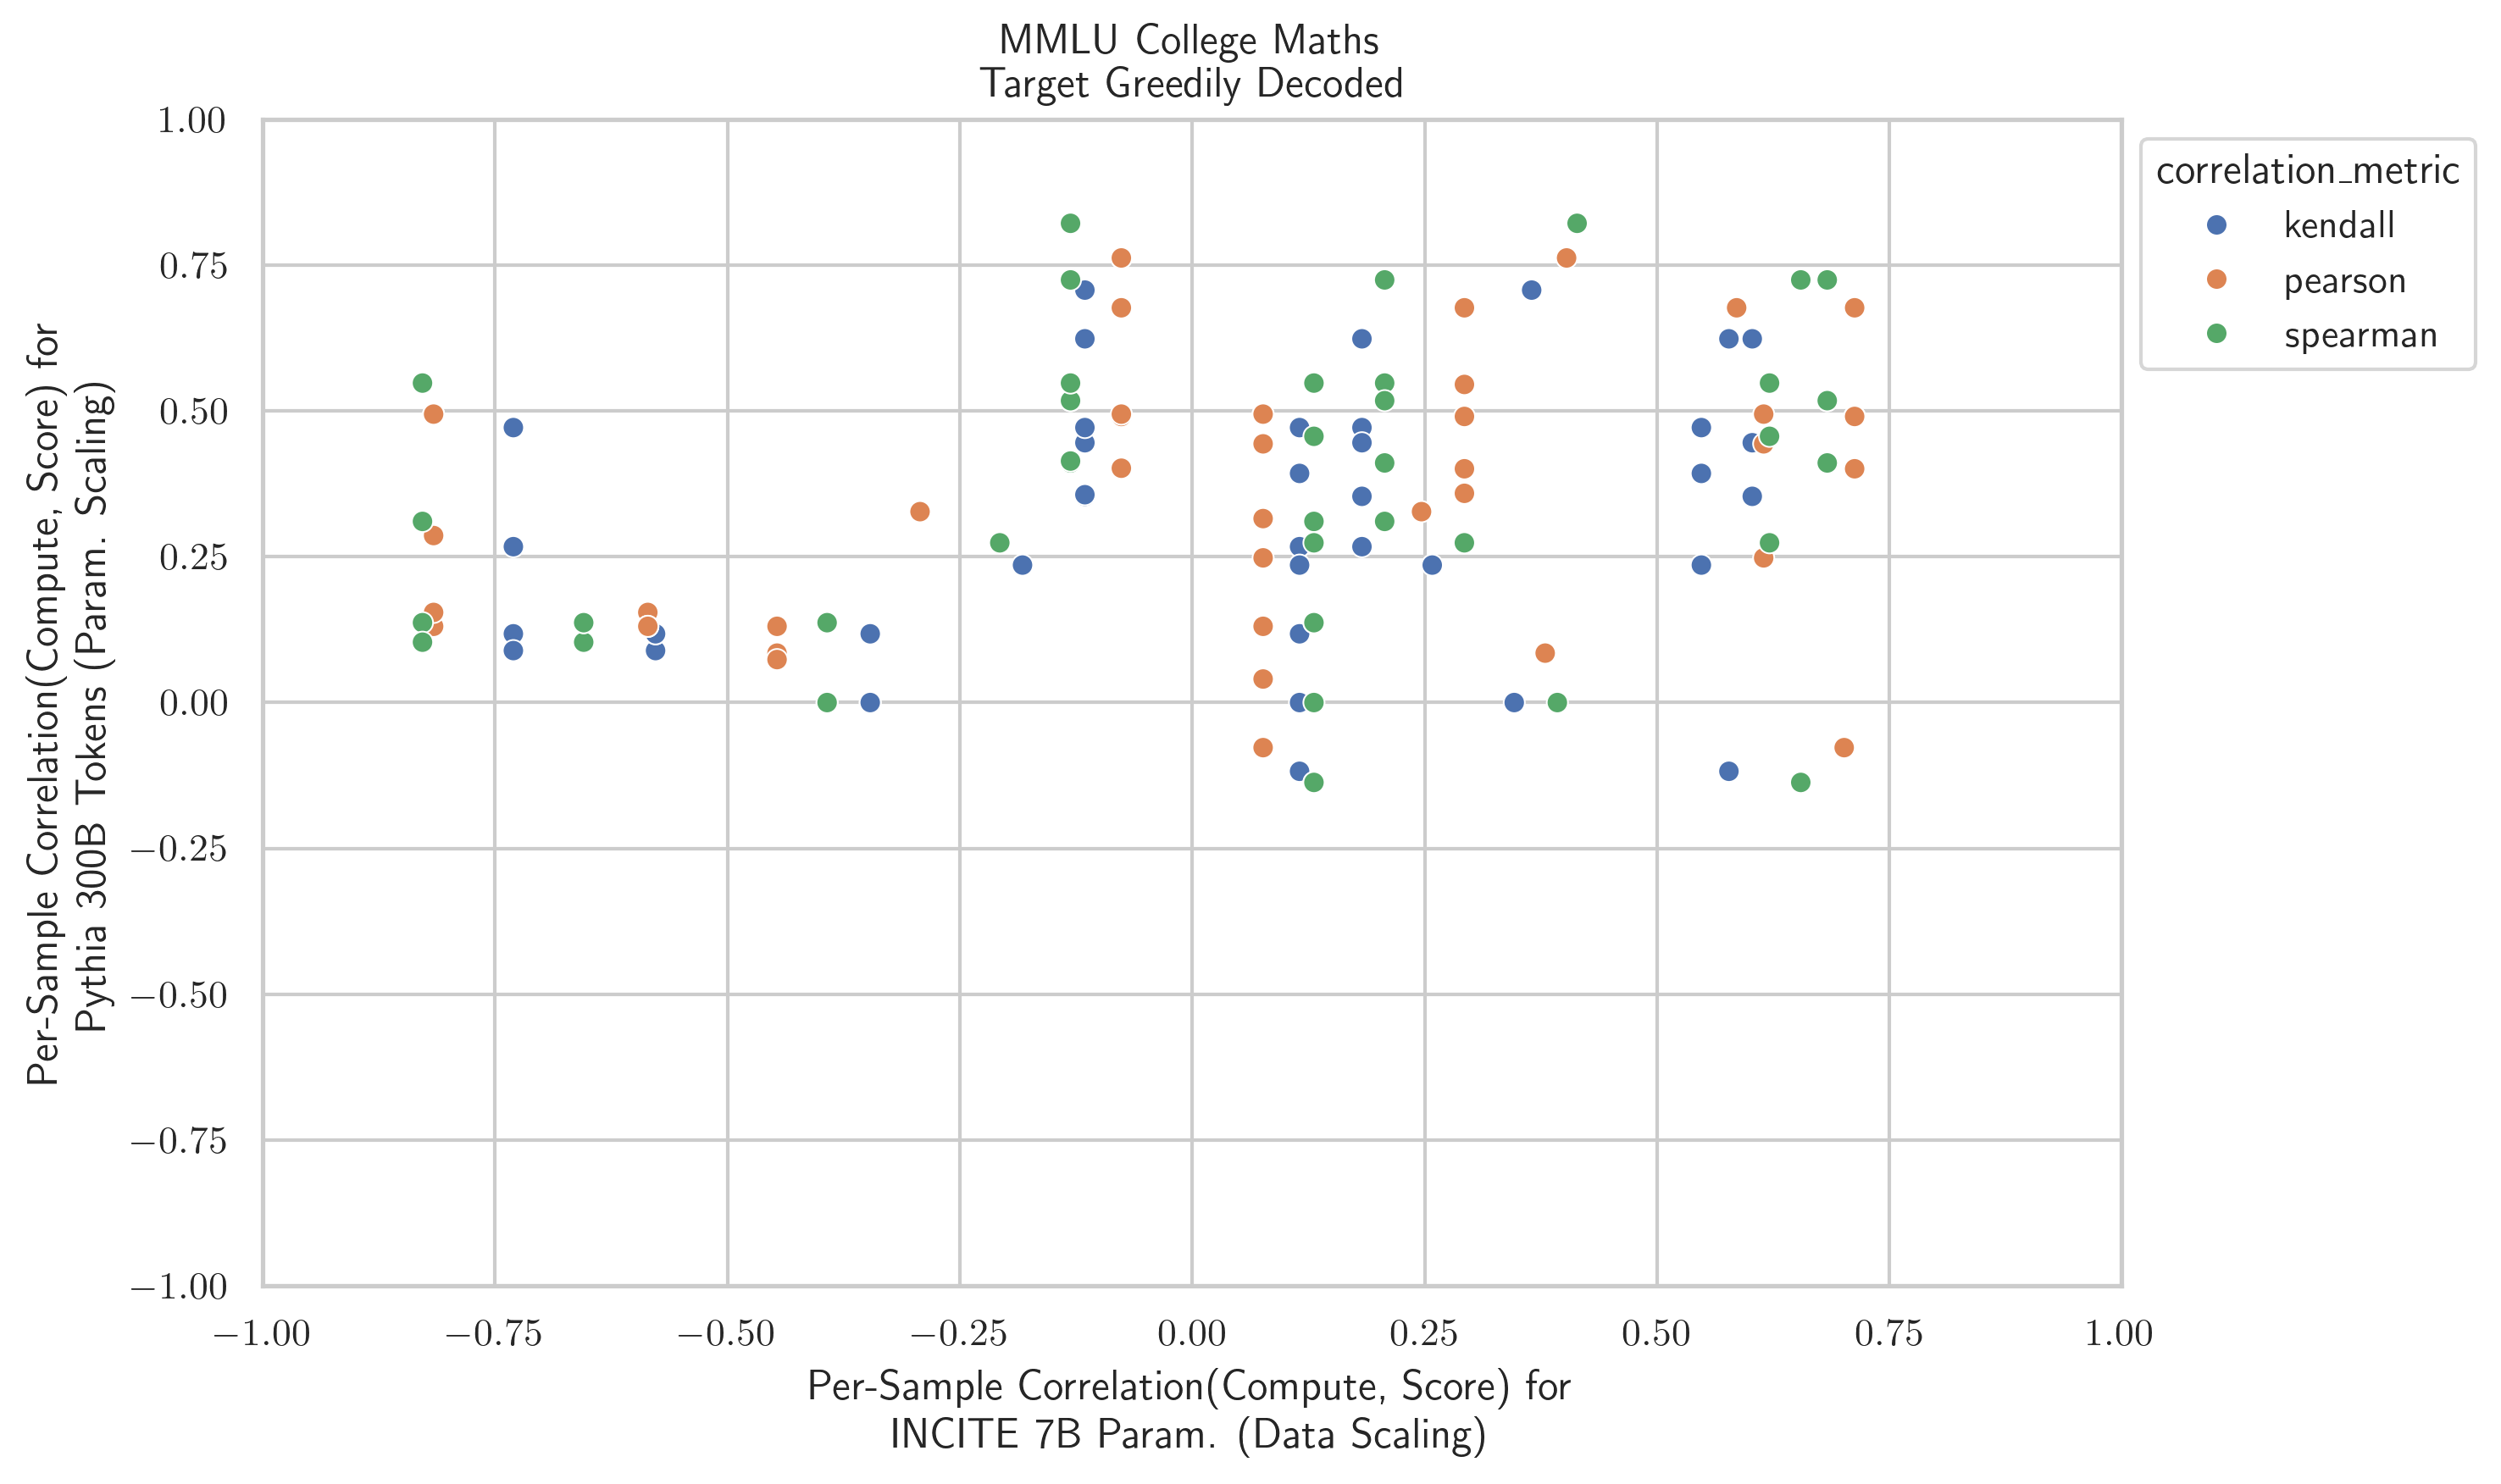 MMLU College Maths
Target Greedily Decoded
1.00
0.75
0.50
0.25
0.00
−0.25
−0.50
−0.75
−1.00
Per-Sample Correlation(Compute, Score) for
Pythia 300B Tokens (Param. Scaling)
−1.00
−0.75
−0.50
−0.25
0.00
0.25
0.50
0.75
1.00
Per-Sample Correlation(Compute, Score) for
INCITE 7B Param. (Data Scaling)
correlation_metric
kendall
pearson
spearman